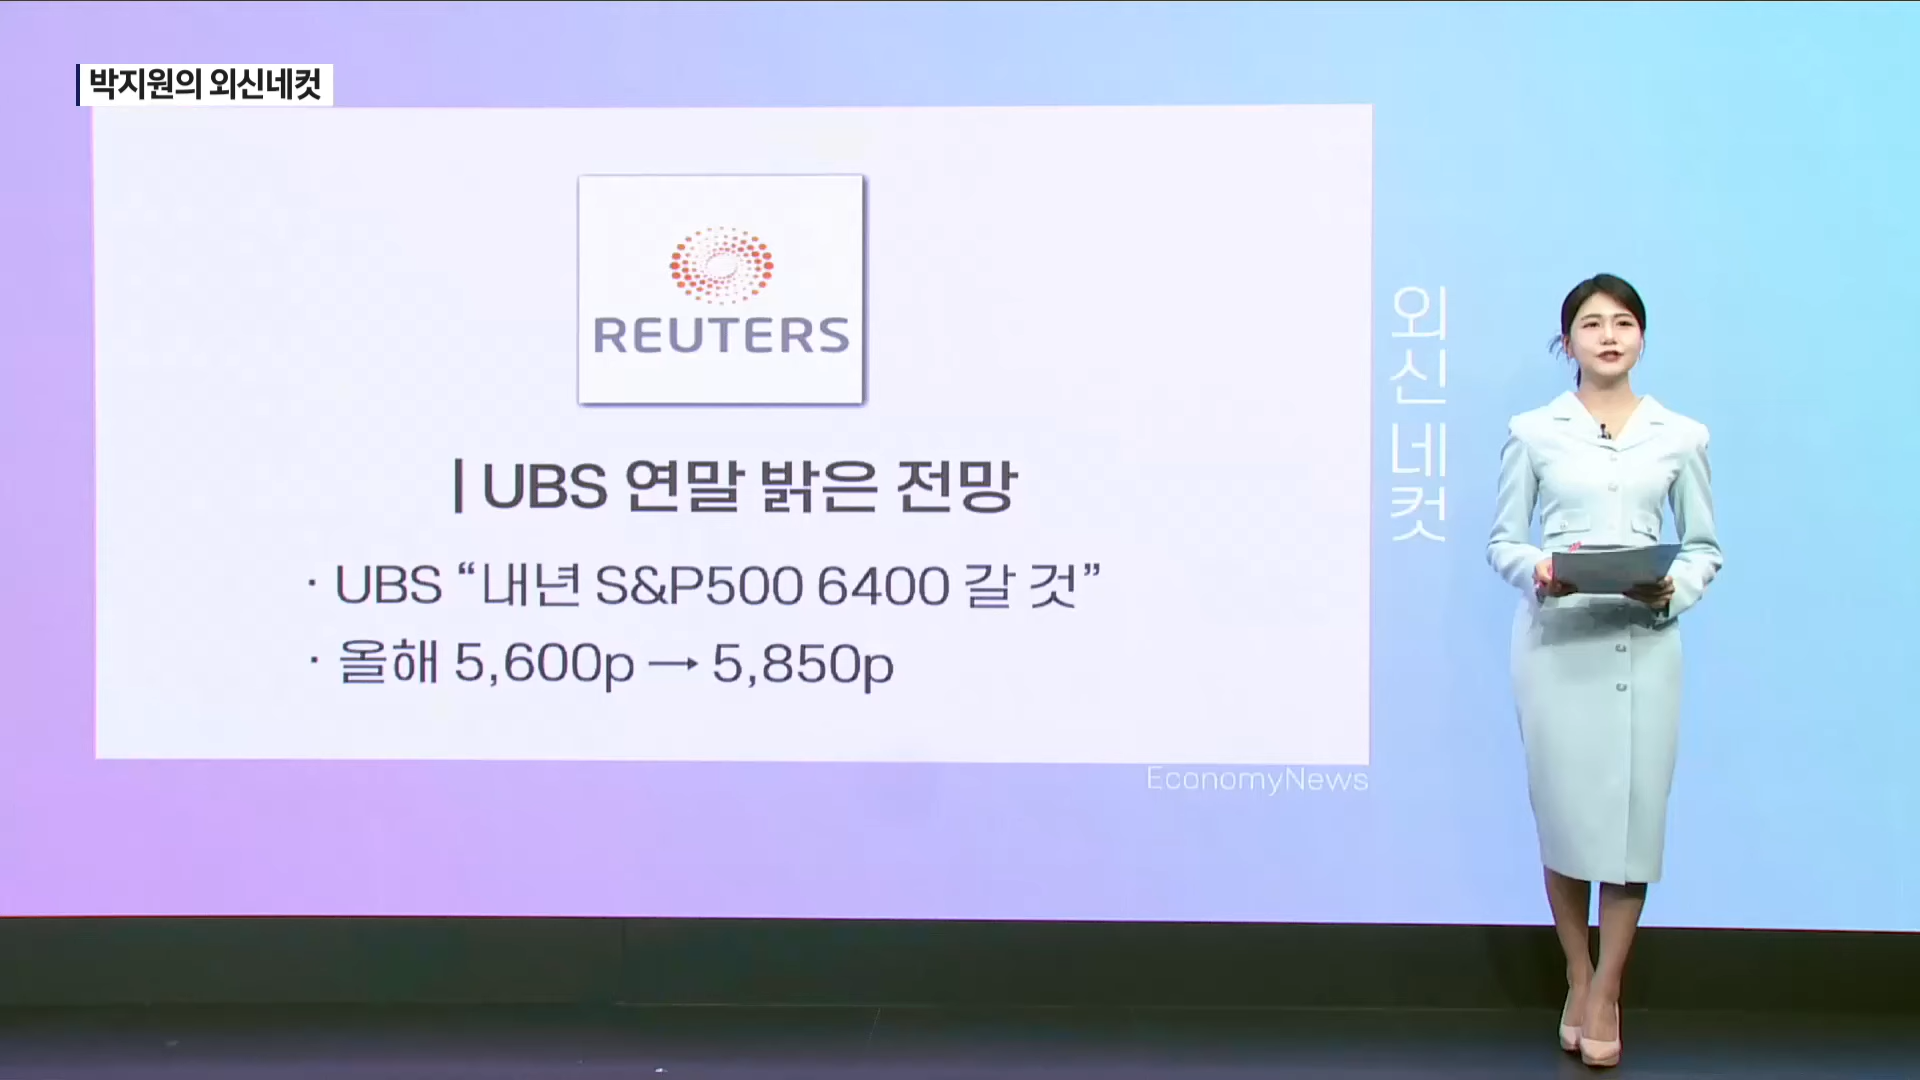 박지원의 외신네컷
REUTERS
| UBS 연말 밝은 전망
· UBS “내년 S&P500 6400 갈 것”
· 올해 5,600p → 5,850p
외신네컷
EconomyNews